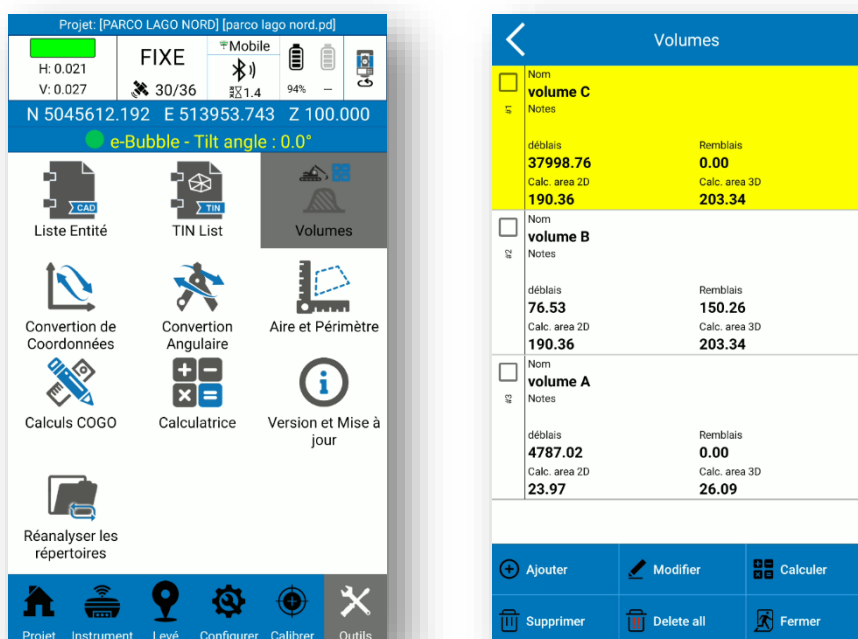 Projet: [PARCO LAGO NORD] [parco lago nord.pd]
H: 0.021
V: 0.027
FIXE
30/36
Mobile
1.4
94%
--
N 5045612.192 E 513953.743 Z 100.000
e-Bubble - Tilt angle : 0.0°
CAD
TIN
Liste Entité
TIN List
Volumes
Convertion de
Coordonnées
Convertion
Angulaire
Aire et Périmètre
Calculs COGO
Calculatrice
Version et Mise à
jour
Réanalyser les
répertoires
Projet
Instrument
Levé
Configurer
Calibrer
Outils
Volumes
#1
Nom
volume C
Notes
déblais
Remblais
37998.76
0.00
Calc. area 2D
Calc. area 3D
190.36
203.34
#2
Nom
volume B
Notes
déblais
Remblais
76.53
150.26
Calc. area 2D
Calc. area 3D
190.36
203.34
#3
Nom
volume A
Notes
déblais
Remblais
4787.02
0.00
Calc. area 2D
Calc. area 3D
23.97
26.09
Ajouter
Modifier
Calculer
Supprimer
Delete all
Fermer